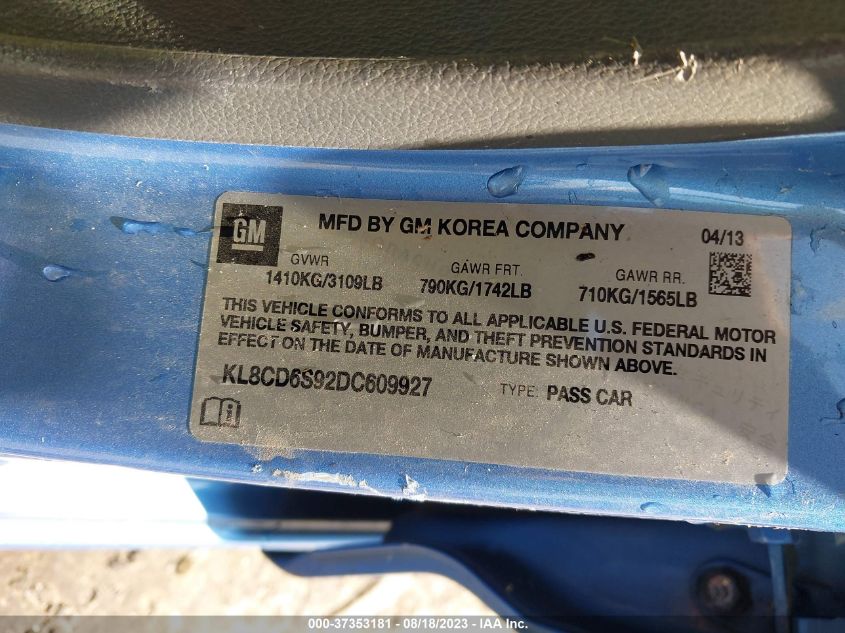 GM
MFD BY GM KOREA COMPANY
04/13
GVWR
GAWR FRT.
GAWR RR.
1410KG/3109LB
790KG/1742LB
710KG/1565LB
THIS VEHICLE CONFORMS TO ALL APPLICABLE U.S. FEDERAL MOTOR
VEHICLE SAFETY, BUMPER, AND THEFT PREVENTION STANDARDS IN
EFFECT ON THE DATE OF MANUFACTURE SHOWN ABOVE.
KL8CD6S92DC609927
TYPE: PASS CAR
000-37353181 - 08/18/2023 - IAA Inc.